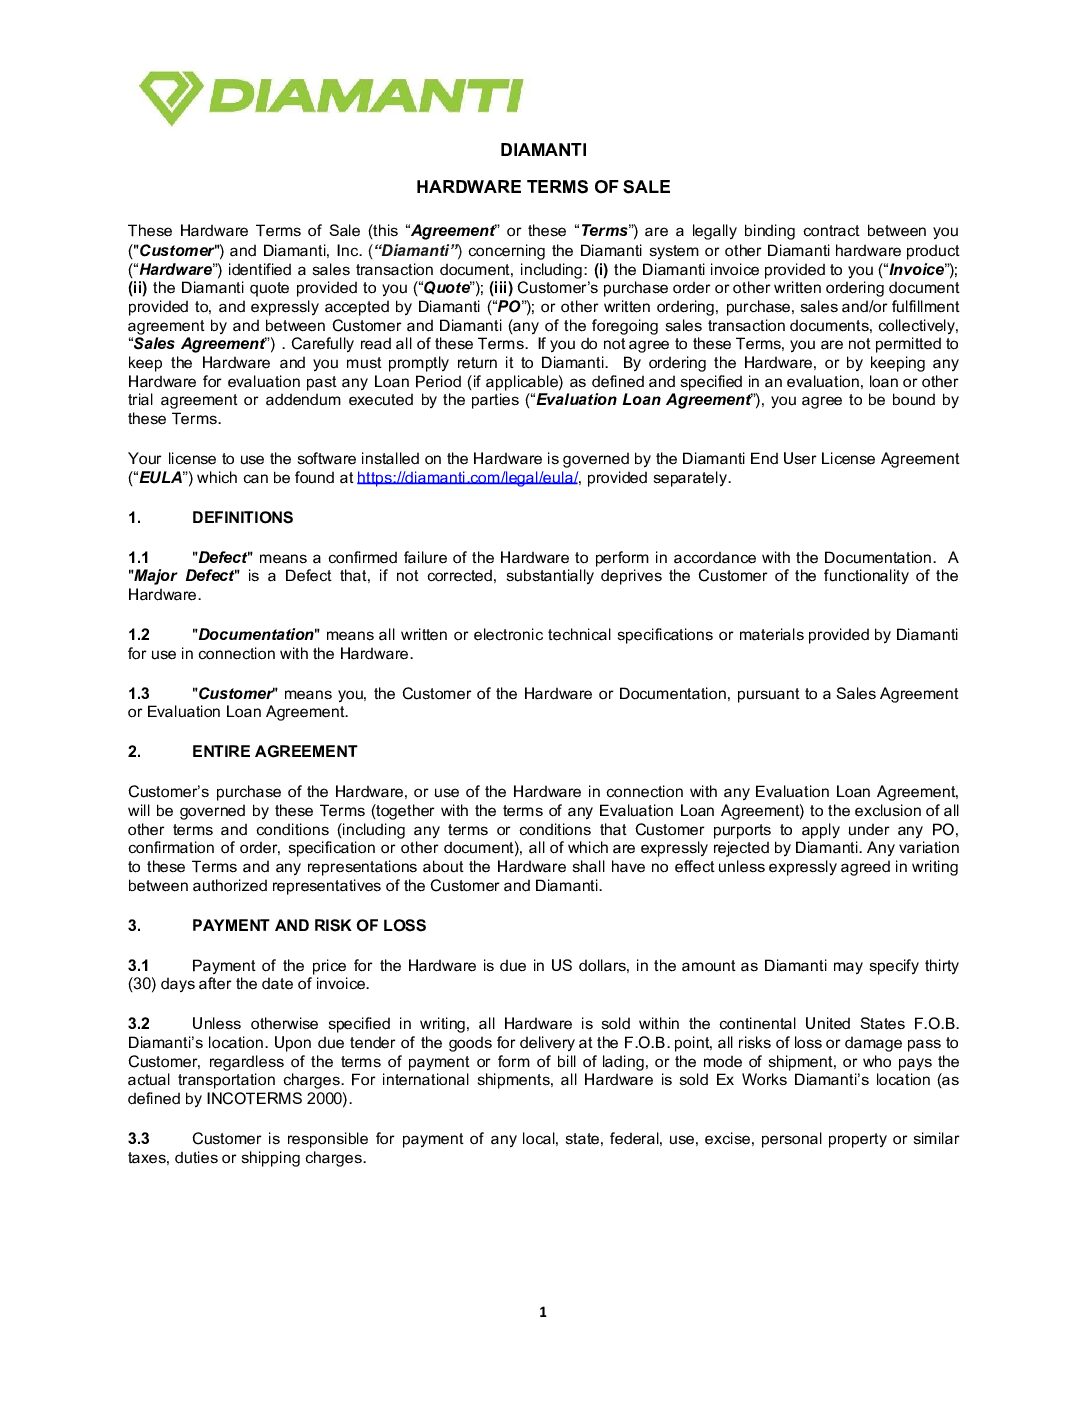 DIAMANTI
DIAMANTI
HARDWARE TERMS OF SALE
These Hardware Terms of Sale (this “Agreement” or these “Terms”) are a legally binding contract between you
("Customer") and Diamanti, Inc. (“Diamanti”) concerning the Diamanti system or other Diamanti hardware product
(“Hardware”) identified a sales transaction document, including: (i) the Diamanti invoice provided to you (“Invoice”);
(ii) the Diamanti quote provided to you (“Quote”); (iii) Customer’s purchase order or other written ordering document
provided to, and expressly accepted by Diamanti (“PO”); or other written ordering, purchase, sales and/or fulfillment
agreement by and between Customer and Diamanti (any of the foregoing sales transaction documents, collectively,
“Sales Agreement”) . Carefully read all of these Terms. If you do not agree to these Terms, you are not permitted to
keep the Hardware and you must promptly return it to Diamanti. By ordering the Hardware, or by keeping any
Hardware for evaluation past any Loan Period (if applicable) as defined and specified in an evaluation, loan or other
trial agreement or addendum executed by the parties (“Evaluation Loan Agreement”), you agree to be bound by
these Terms.
Your license to use the software installed on the Hardware is governed by the Diamanti End User License Agreement
(“EULA”) which can be found at https://diamanti.com/legal/eula/, provided separately.
1. DEFINITIONS
1.1 "Defect" means a confirmed failure of the Hardware to perform in accordance with the Documentation. A
"Major Defect" is a Defect that, if not corrected, substantially deprives the Customer of the functionality of the
Hardware.
1.2 "Documentation" means all written or electronic technical specifications or materials provided by Diamanti
for use in connection with the Hardware.
1.3 "Customer" means you, the Customer of the Hardware or Documentation, pursuant to a Sales Agreement
or Evaluation Loan Agreement.
2. ENTIRE AGREEMENT
Customer’s purchase of the Hardware, or use of the Hardware in connection with any Evaluation Loan Agreement,
will be governed by these Terms (together with the terms of any Evaluation Loan Agreement) to the exclusion of all
other terms and conditions (including any terms or conditions that Customer purports to apply under any PO,
confirmation of order, specification or other document), all of which are expressly rejected by Diamanti. Any variation
to these Terms and any representations about the Hardware shall have no effect unless expressly agreed in writing
between authorized representatives of the Customer and Diamanti.
3. PAYMENT AND RISK OF LOSS
3.1 Payment of the price for the Hardware is due in US dollars, in the amount as Diamanti may specify thirty
(30) days after the date of invoice.
3.2 Unless otherwise specified in writing, all Hardware is sold within the continental United States F.O.B.
Diamanti’s location. Upon due tender of the goods for delivery at the F.O.B. point, all risks of loss or damage pass to
Customer, regardless of the terms of payment or form of bill of lading, or the mode of shipment, or who pays the
actual transportation charges. For international shipments, all Hardware is sold Ex Works Diamanti’s location (as
defined by INCOTERMS 2000).
3.3 Customer is responsible for payment of any local, state, federal, use, excise, personal property or similar
taxes, duties or shipping charges.
1